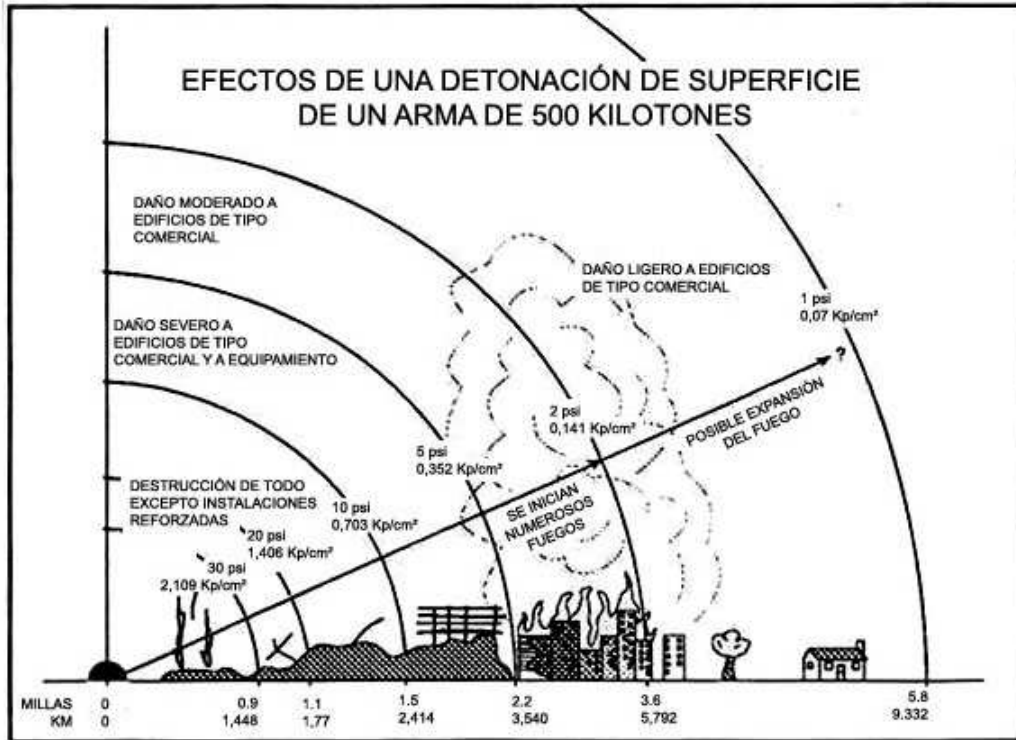 EFECTOS DE UNA DETONACIÓN DE SUPERFICIE
DE UN ARMA DE 500 KILOTONES
DAÑO MODERADO A
EDIFICIOS DE TIPO
COMERCIAL
DAÑO LIGERO A EDIFICIOS
DE TIPO COMERCIAL
1 psi
0,07 Kp/cm²
DAÑO SEVERO A
EDIFICIOS DE TIPO
COMERCIAL Y A EQUIPAMIENTO
?
POSIBLE EXPANSIÓN
DEL FUEGO
2 psi
0,141 Kp/cm²
5 psi
0,352 Kp/cm²
SE INICIAN
NUMEROSOS
FUEGOS
DESTRUCCIÓN DE TODO
EXCEPTO INSTALACIONES
REFORZADAS
10 psi
0,703 Kp/cm²
20 psi
1,406 Kp/cm²
30 psi
2,109 Kp/cm²
MILLAS 0 0.9 1.1 1.5 2.2 3.6 5.8
KM 0 1,448 1,77 2,414 3,540 5,792 9.332